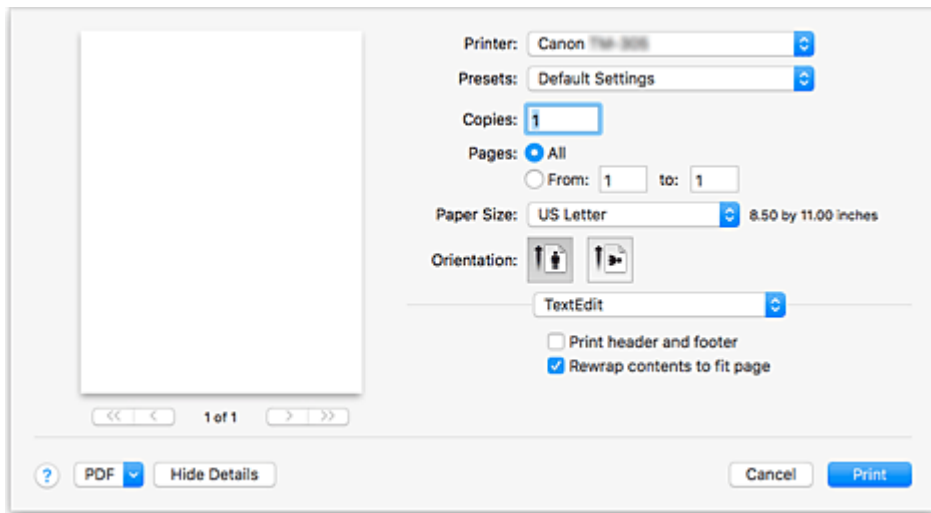 Printer: Canon
Presets: Default Settings
Copies: 1
Pages: All
From: 1 to: 1
Paper Size: US Letter 8.50 by 11.00 inches
Orientation:
TextEdit
Print header and footer
Rewrap contents to fit page
<< < 1 of 1 > >>
? PDF Hide Details Cancel Print